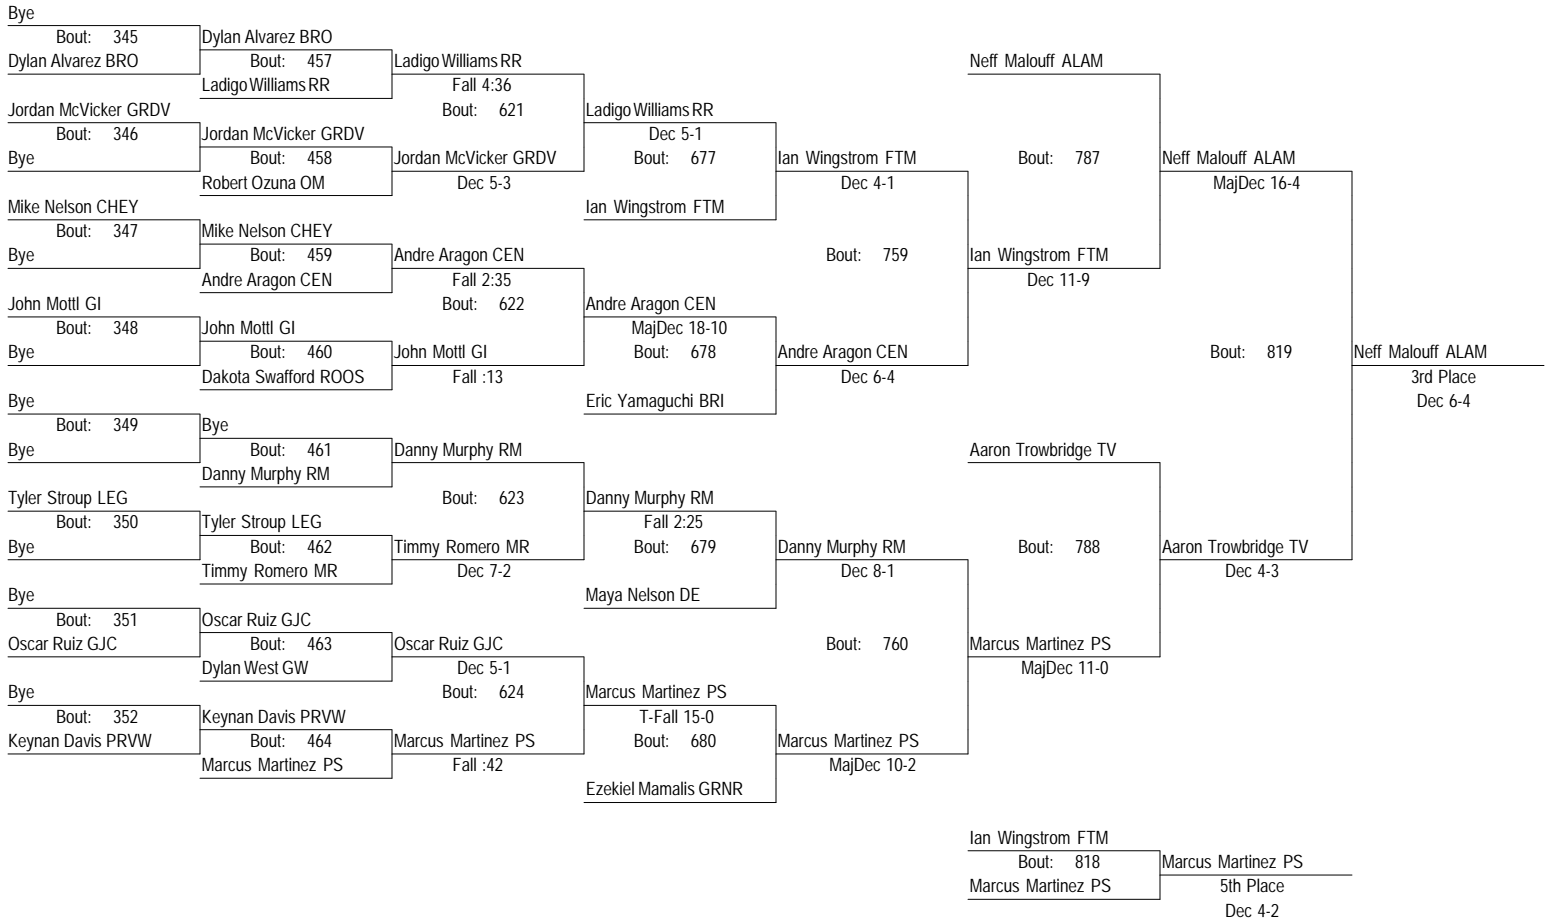 Bye
Bout: 345
Dylan Alvarez BRO
Jordan McVicker GRDV
Bout: 346
Bye
Mike Nelson CHEY
Bout: 347
Bye
John Mottl GI
Bout: 348
Bye
Bye
Bout: 349
Bye
Tyler Stroup LEG
Bout: 350
Bye
Bye
Bout: 351
Oscar Ruiz GJC
Bye
Bout: 352
Keynan Davis PRVW
Dylan Alvarez BRO
Bout: 457
Ladigo Williams RR
Jordan McVicker GRDV
Bout: 458
Robert Ozuna OM
Mike Nelson CHEY
Bout: 459
Andre Aragon CEN
John Mottl GI
Bout: 460
Dakota Swafford ROOS
Bye
Bout: 461
Danny Murphy RM
Tyler Stroup LEG
Bout: 462
Timmy Romero MR
Oscar Ruiz GJC
Bout: 463
Dylan West GW
Keynan Davis PRVW
Bout: 464
Marcus Martinez PS
Ladigo Williams RR
Fall 4:36
Bout: 621
Jordan McVicker GRDV
Dec 5-3
Andre Aragon CEN
Fall 2:35
Bout: 622
John Mottl GI
Fall :13
Danny Murphy RM
Bout: 623
Timmy Romero MR
Dec 7-2
Oscar Ruiz GJC
Dec 5-1
Bout: 624
Marcus Martinez PS
Fall :42
Ladigo Williams RR
Dec 5-1
Bout: 677
Ian Wingstrom FTM
Andre Aragon CEN
MajDec 18-10
Bout: 678
Eric Yamaguchi BRI
Danny Murphy RM
Fall 2:25
Bout: 679
Maya Nelson DE
Marcus Martinez PS
T-Fall 15-0
Bout: 680
Ezekiel Mamalis GRNR
Ian Wingstrom FTM
Dec 4-1
Bout: 759
Andre Aragon CEN
Dec 6-4
Danny Murphy RM
Dec 8-1
Bout: 760
Marcus Martinez PS
MajDec 10-2
Neff Malouff ALAM
Bout: 787
Ian Wingstrom FTM
Dec 11-9
Aaron Trowbridge TV
Bout: 788
Marcus Martinez PS
MajDec 11-0
Neff Malouff ALAM
MajDec 16-4
Bout: 819
Aaron Trowbridge TV
Dec 4-3
Neff Malouff ALAM
3rd Place
Dec 6-4
Ian Wingstrom FTM
Bout: 818
Marcus Martinez PS
Marcus Martinez PS
5th Place
Dec 4-2